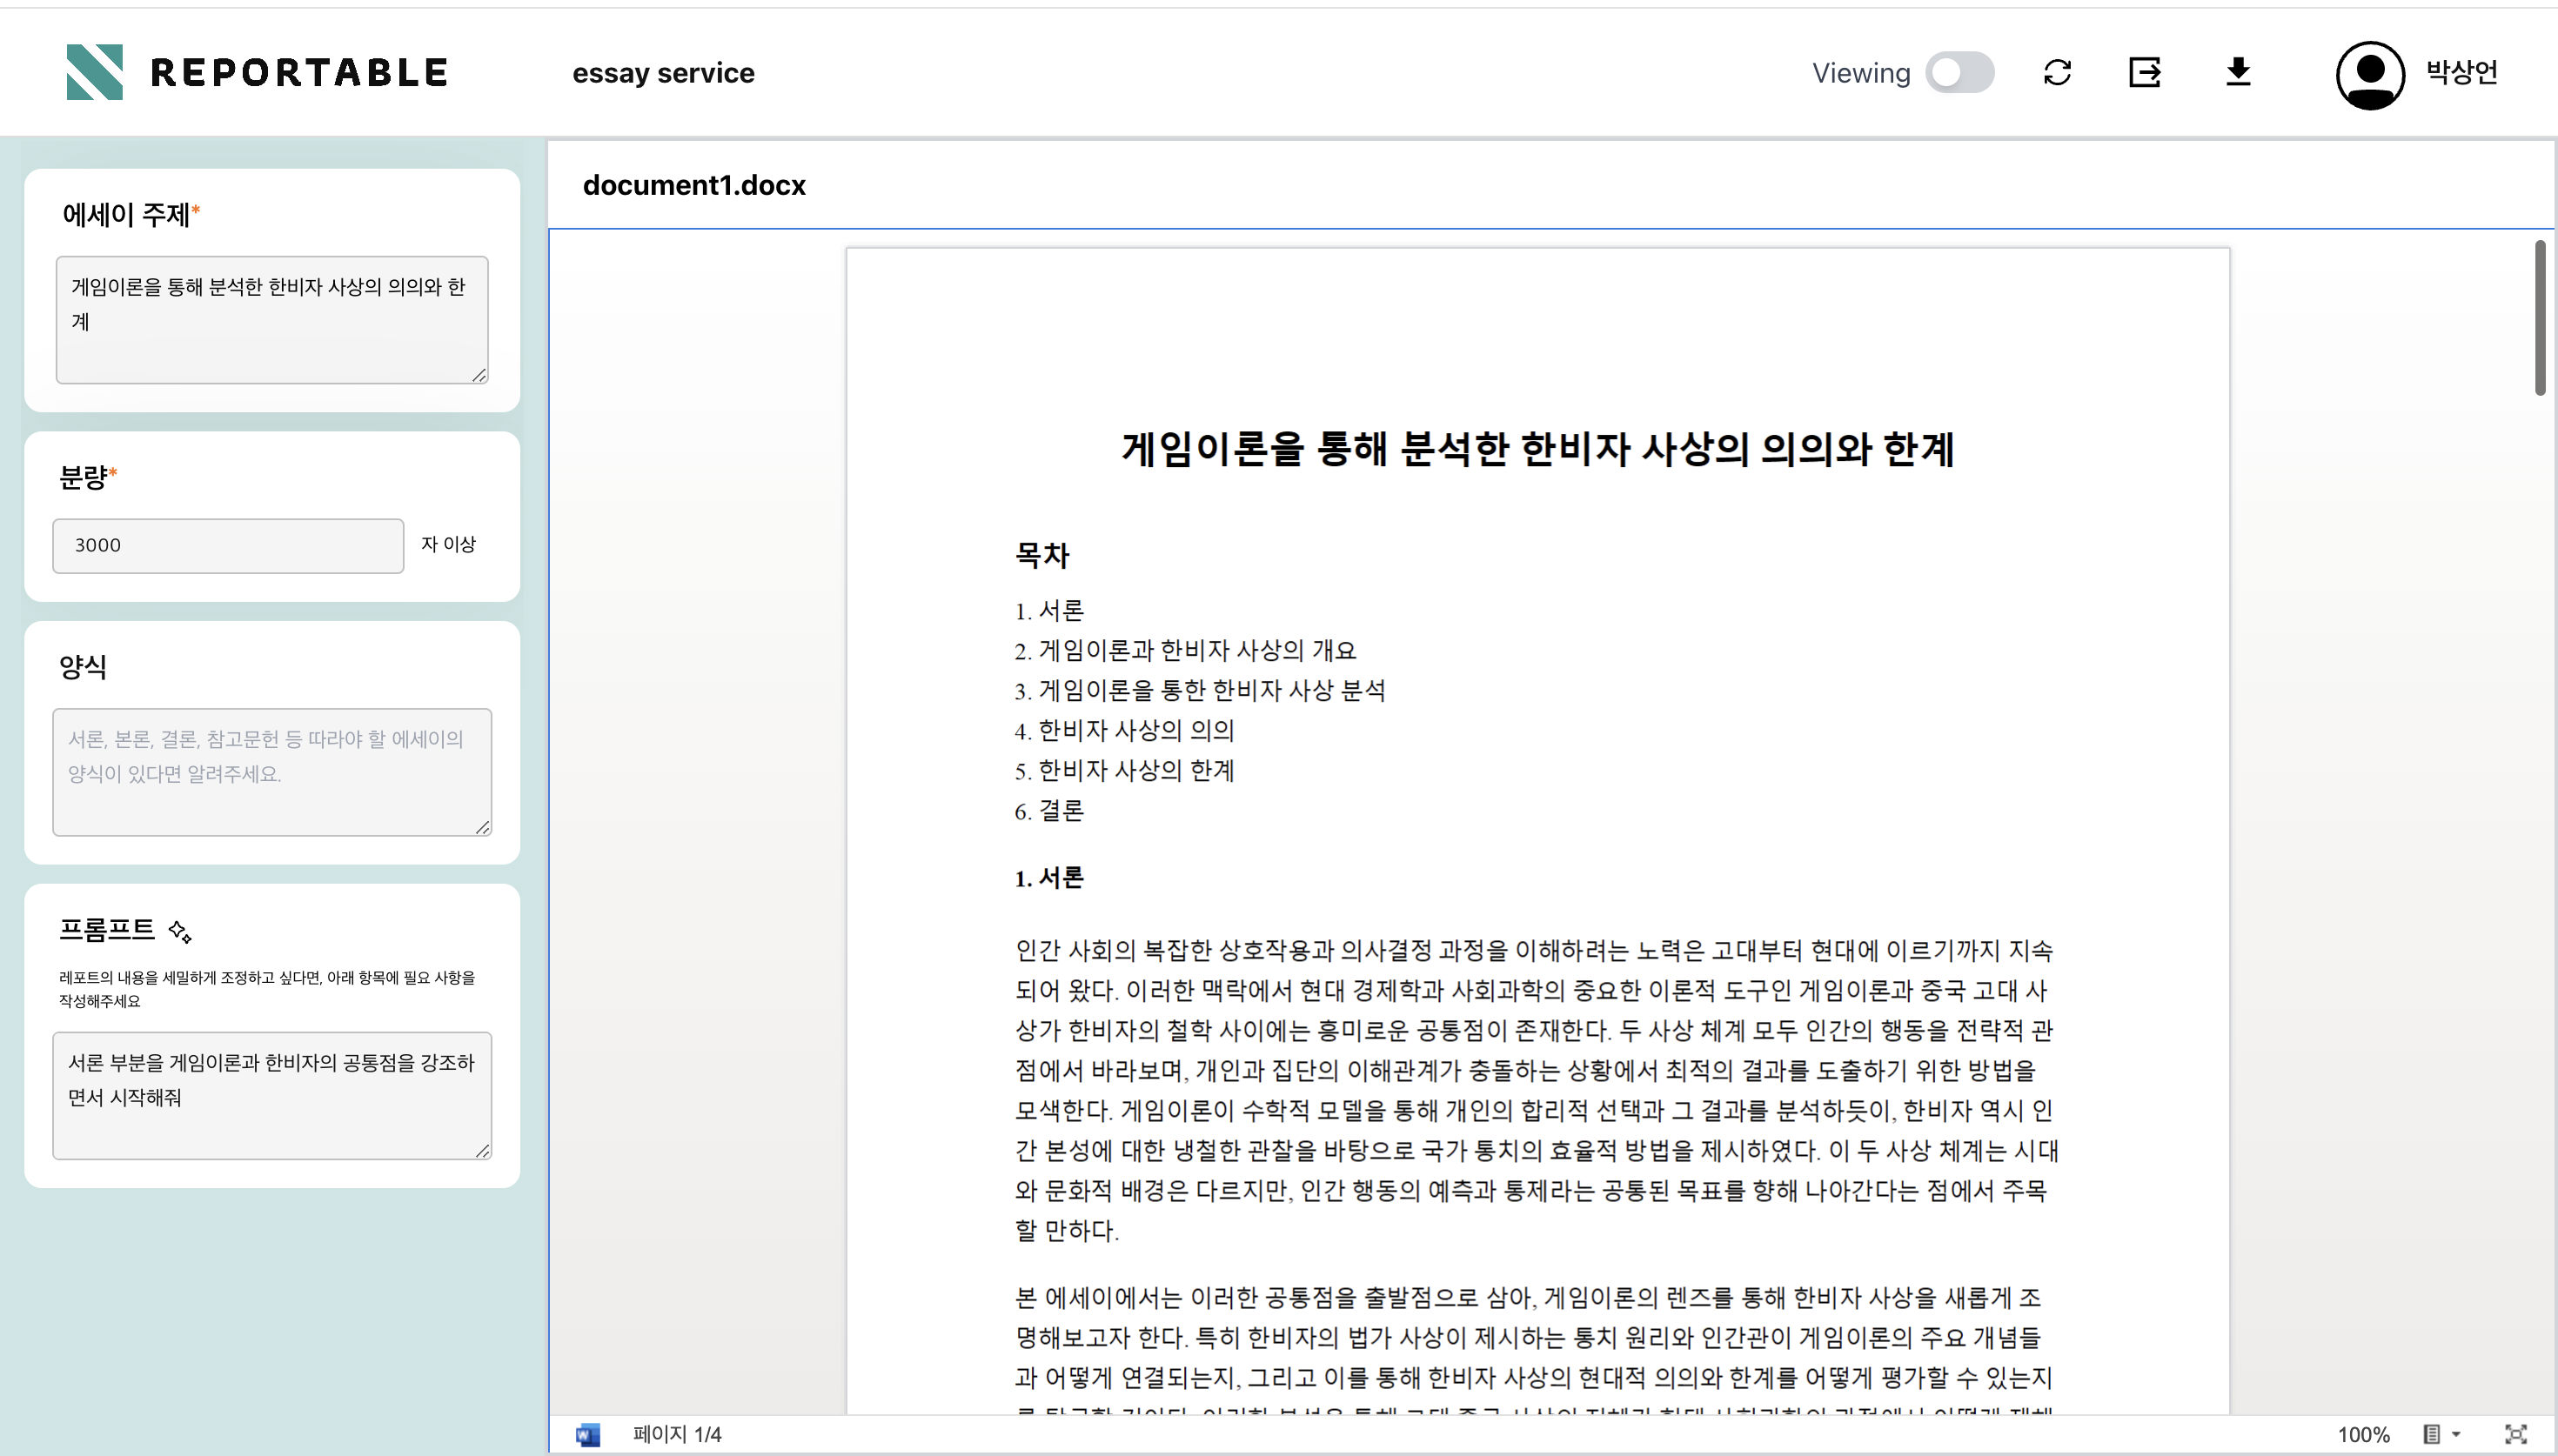 REPORTABLE
essay service
Viewing
박상언
에세이 주제*
게임이론을 통해 분석한 한비자 사상의 의의와 한
계
분량*
3000
자 이상
양식
서론, 본론, 결론, 참고문헌 등 따라야 할 에세이의
양식이 있다면 알려주세요.
프롬프트
레포트의 내용을 세밀하게 조정하고 싶다면, 아래 항목에 필요 사항을
작성해주세요
서론 부분을 게임이론과 한비자의 공통점을 강조하
면서 시작해줘
document1.docx
게임이론을 통해 분석한 한비자 사상의 의의와 한계
목차
1. 서론
2. 게임이론과 한비자 사상의 개요
3. 게임이론을 통한 한비자 사상 분석
4. 한비자 사상의 의의
5. 한비자 사상의 한계
6. 결론
1. 서론
인간 사회의 복잡한 상호작용과 의사결정 과정을 이해하려는 노력은 고대부터 현대에 이르기까지 지속
되어 왔다. 이러한 맥락에서 현대 경제학과 사회과학의 중요한 이론적 도구인 게임이론과 중국 고대 사
상가 한비자의 철학 사이에는 흥미로운 공통점이 존재한다. 두 사상 체계 모두 인간의 행동을 전략적 관
점에서 바라보며, 개인과 집단의 이해관계가 충돌하는 상황에서 최적의 결과를 도출하기 위한 방법을
모색한다. 게임이론이 수학적 모델을 통해 개인의 합리적 선택과 그 결과를 분석하듯이, 한비자 역시 인
간 본성에 대한 냉철한 관찰을 바탕으로 국가 통치의 효율적 방법을 제시하였다. 이 두 사상 체계는 시대
와 문화적 배경은 다르지만, 인간 행동의 예측과 통제라는 공통된 목표를 향해 나아간다는 점에서 주목
할 만하다.
본 에세이에서는 이러한 공통점을 출발점으로 삼아, 게임이론의 렌즈를 통해 한비자 사상을 새롭게 조
명해보고자 한다. 특히 한비자의 법가 사상이 제시하는 통치 원리와 인간관이 게임이론의 주요 개념들
과 어떻게 연결되는지, 그리고 이를 통해 한비자 사상의 현대적 의의와 한계를 어떻게 평가할 수 있는지
페이지 1/4
100%